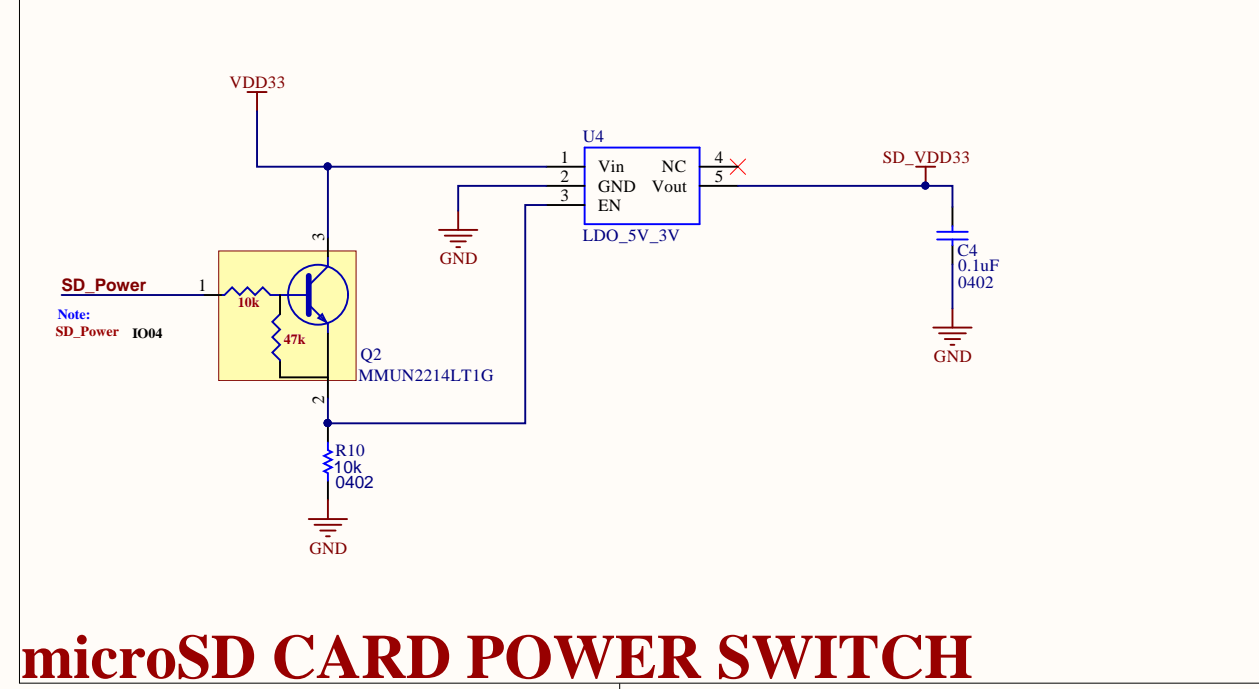 VDD33
U4
1 Vin NC 4
2 GND Vout 5
3 EN
LDO_5V_3V
SD_VDD33
GND
C4
0.1uF
0402
GND
3
SD_Power 1
10k
Note:
SD_Power IO04
47k
Q2
MMUN2214LT1G
2
R10
10k
0402
GND
microSD CARD POWER SWITCH